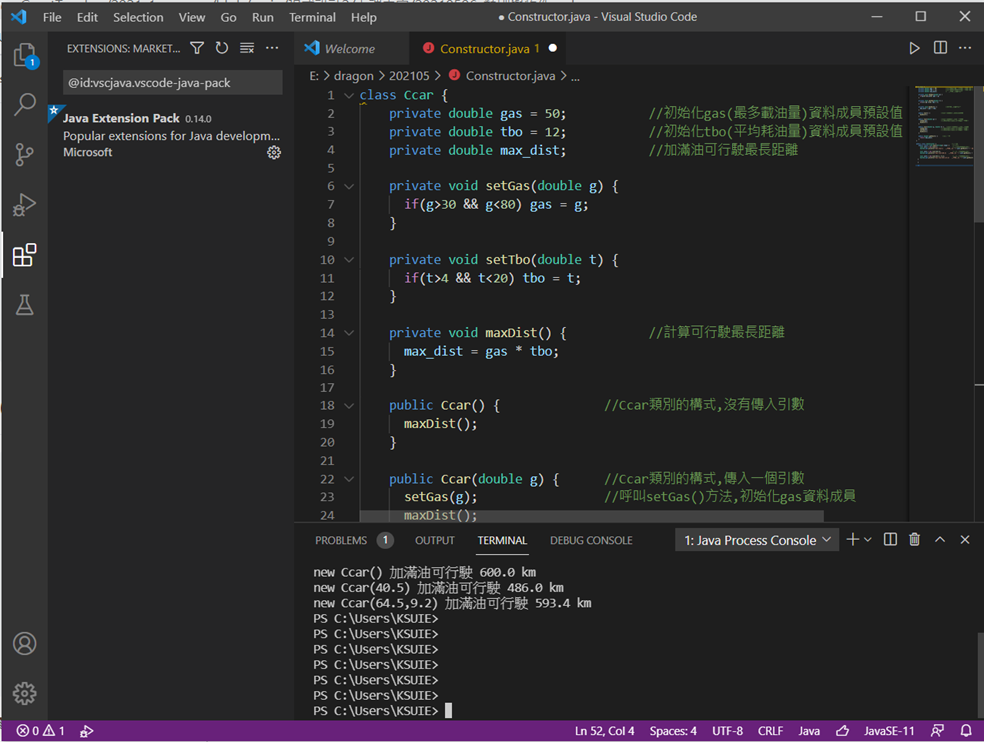 File Edit Selection View Go Run Terminal Help
● Constructor.java - Visual Studio Code
EXTENSIONS: MARKET...
@id:vscjava.vscode-java-pack
Java Extension Pack 0.14.0
Popular extensions for Java developm...
Microsoft
1
Welcome
Constructor.java 1 ●
E: > dragon > 202105 > Constructor.java > ...
1 class Ccar {
2 private double gas = 50; //初始化gas(最多載油量)資料成員預設值
3 private double tbo = 12; //初始化tbo(平均耗油量)資料成員預設值
4 private double max_dist; //加滿油可行駛最長距離
5
6 private void setGas(double g) {
7 if(g>30 && g<80) gas = g;
8 }
9
10 private void setTbo(double t) {
11 if(t>4 && t<20) tbo = t;
12 }
13
14 private void maxDist() { //計算可行駛最長距離
15 max_dist = gas * tbo;
16 }
17
18 public Ccar() { //Ccar類別的構式,沒有傳入引數
19 maxDist();
20 }
21
22 public Ccar(double g) { //Ccar類別的構式,傳入一個引數
23 setGas(g); //呼叫setGas()方法,初始化gas資料成員
24 maxDist();
PROBLEMS 1 OUTPUT TERMINAL DEBUG CONSOLE 1: Java Process Console
new Ccar() 加滿油可行駛 600.0 km
new Ccar(40.5) 加滿油可行駛 486.0 km
new Ccar(64.5,9.2) 加滿油可行駛 593.4 km
PS C:\Users\KSUIE>
PS C:\Users\KSUIE>
PS C:\Users\KSUIE>
PS C:\Users\KSUIE>
PS C:\Users\KSUIE>
PS C:\Users\KSUIE>
PS C:\Users\KSUIE>
0 1 Ln 52, Col 4 Spaces: 4 UTF-8 CRLF Java JavaSE-11